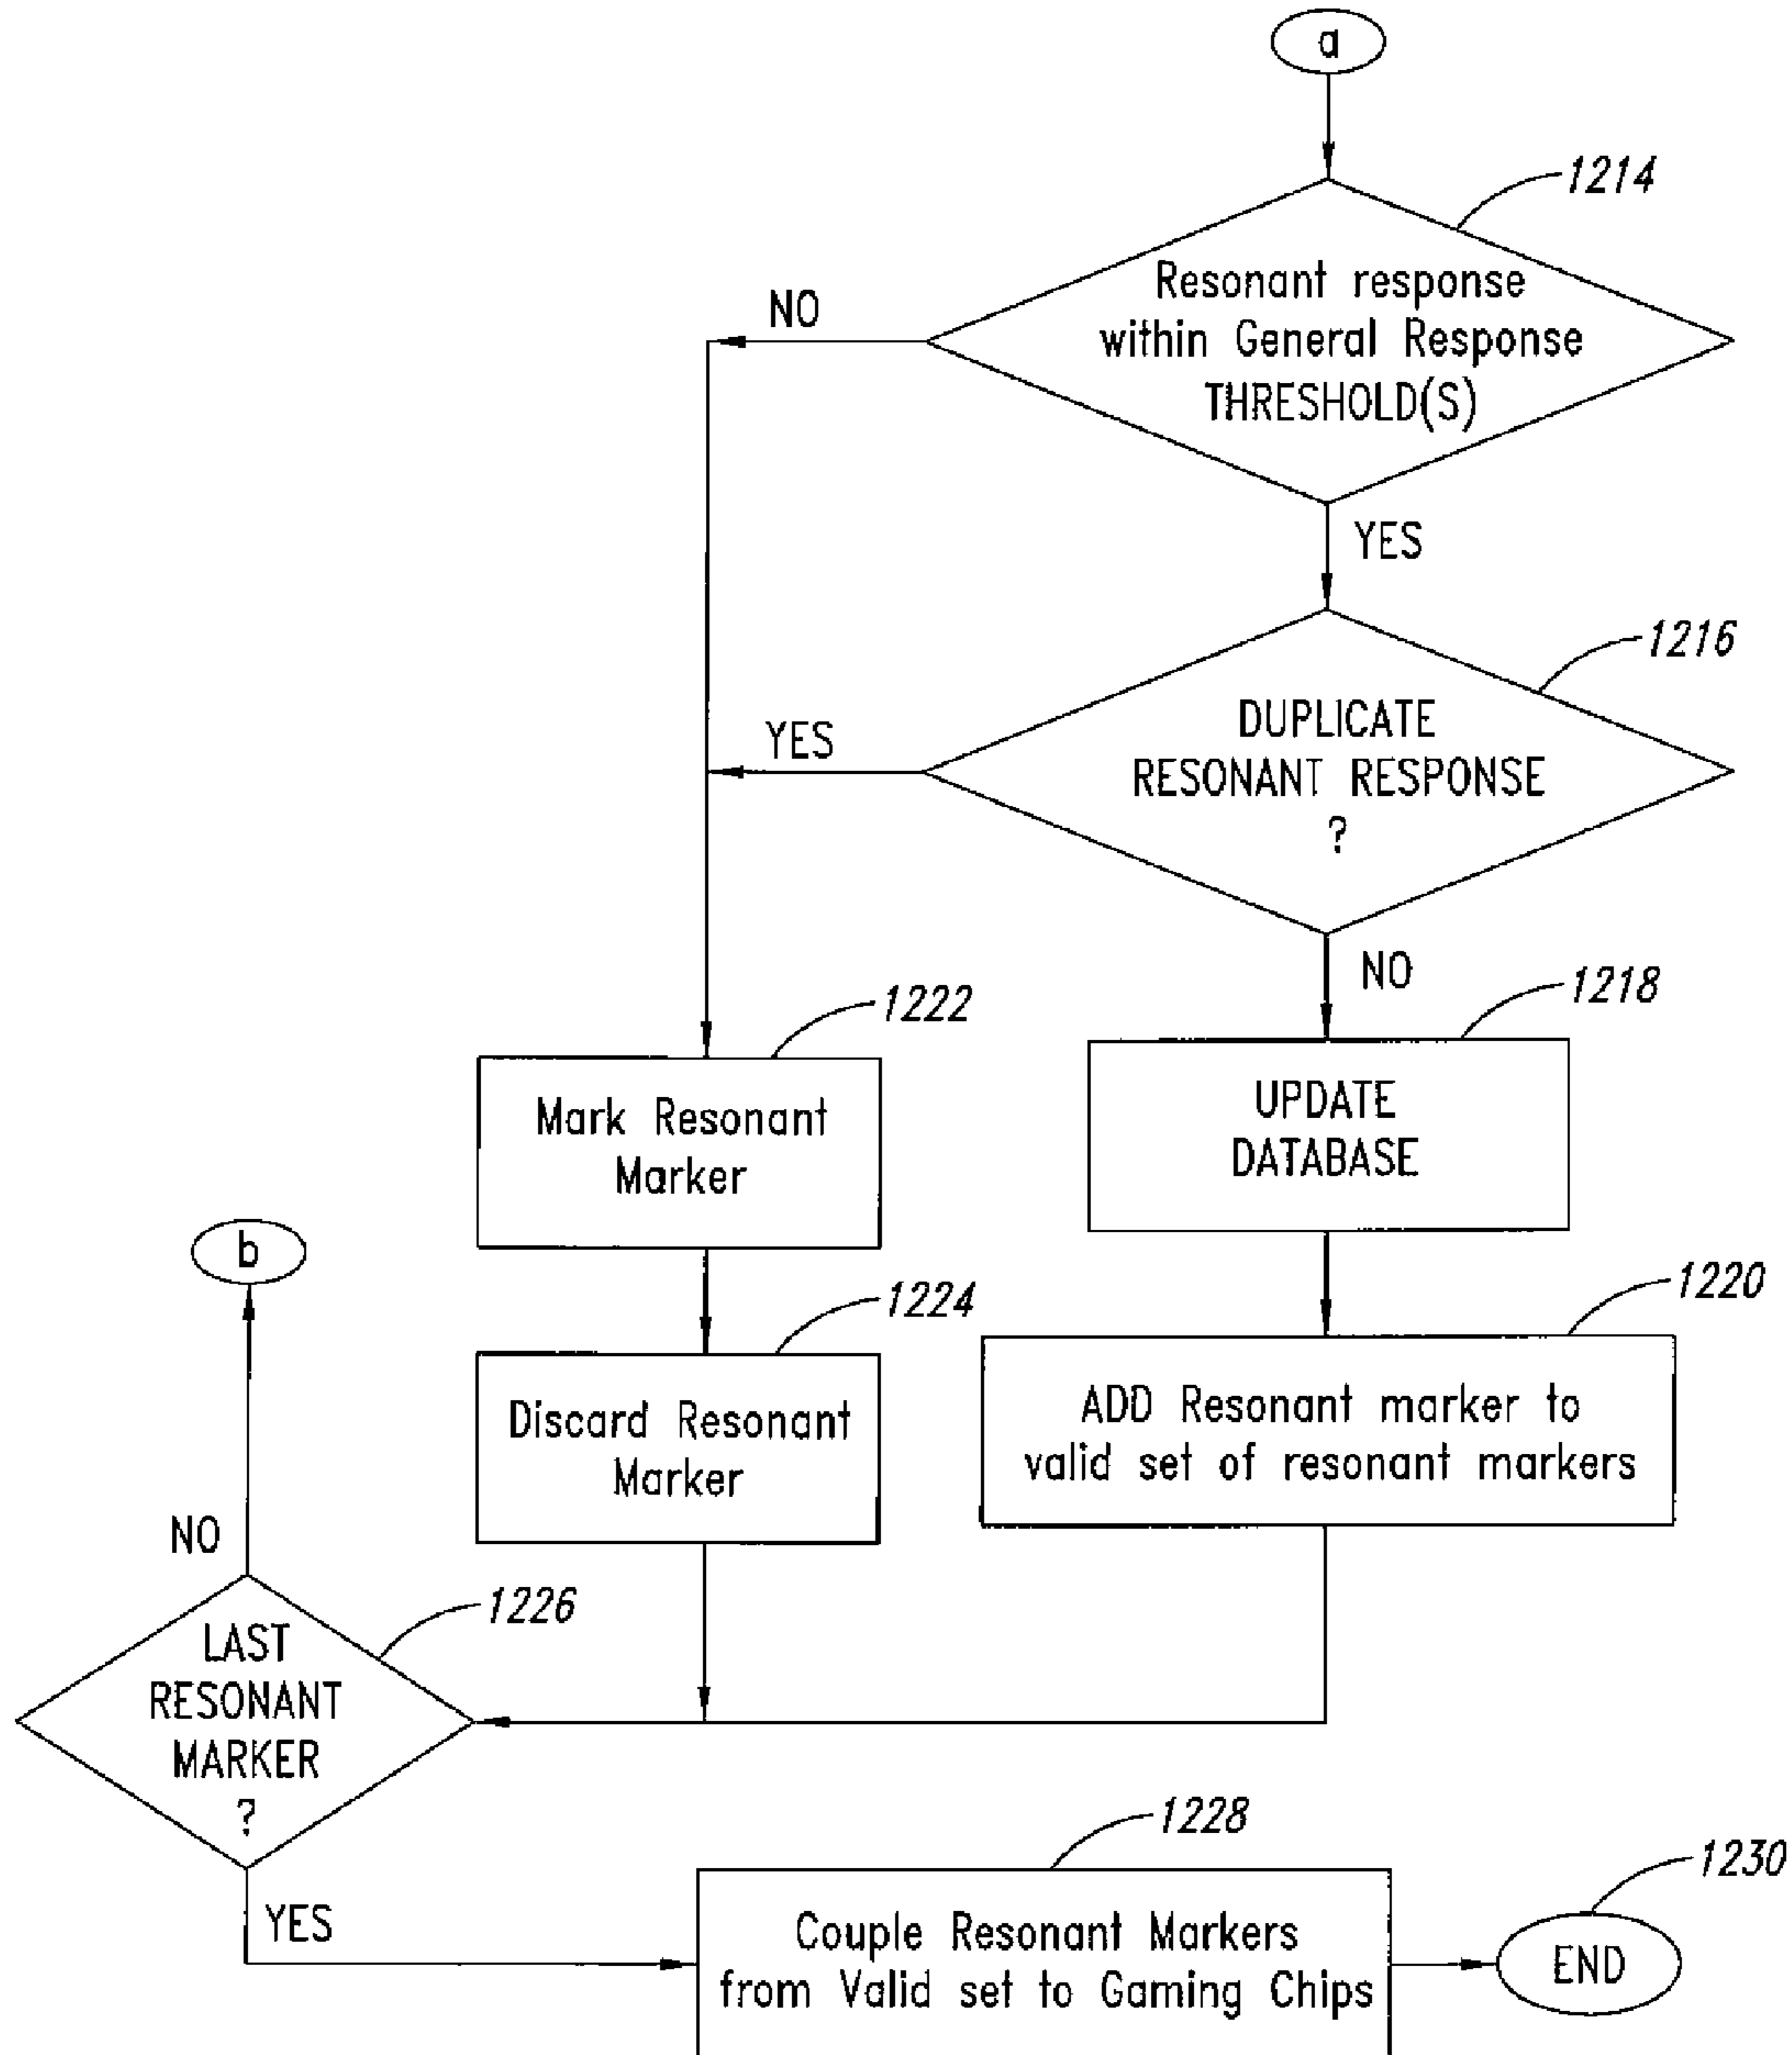 a
1214
Resonant response
within General Response
THRESHOLD(S)
NO
YES
1216
DUPLICATE
RESONANT RESPONSE
?
YES
NO
1218
UPDATE
DATABASE
1222
Mark Resonant
Marker
b
1220
ADD Resonant marker to
valid set of resonant markers
1224
Discard Resonant
Marker
NO
1226
LAST
RESONANT
MARKER
?
YES
1228
Couple Resonant Markers
from Valid set to Gaming Chips
1230
END